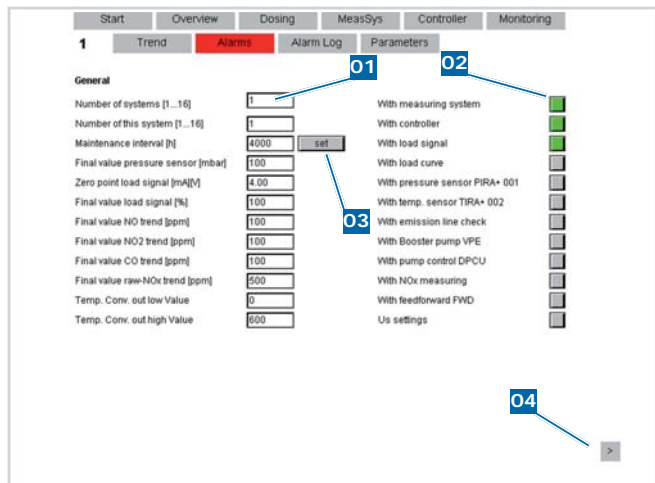 Start Overview Dosing MeasSys Controller Monitoring
1 Trend Alarms Alarm Log Parameters
01 02
General
Number of systems [1...16] 1 With measuring system
Number of this system [1...16] 1 With controller
Maintenance interval [h] 4000 set With load signal
Final value pressure sensor [mbar] 100 With load curve
Zero point load signal [mA][V] 4.00 With pressure sensor PIRA+ 001
Final value load signal [%] 100 With temp. sensor TIRA+ 002
03
Final value NO trend [ppm] 100 With emission line check
Final value NO2 trend [ppm] 100 With Booster pump VPE
Final value CO trend [ppm] 100 With pump control DPCU
Final value raw-NOx trend [ppm] 500 With NOx measuring
Temp. Conv. out low Value 0 With feedforward FWD
Temp. Conv. out high Value 600 Us settings
04
>